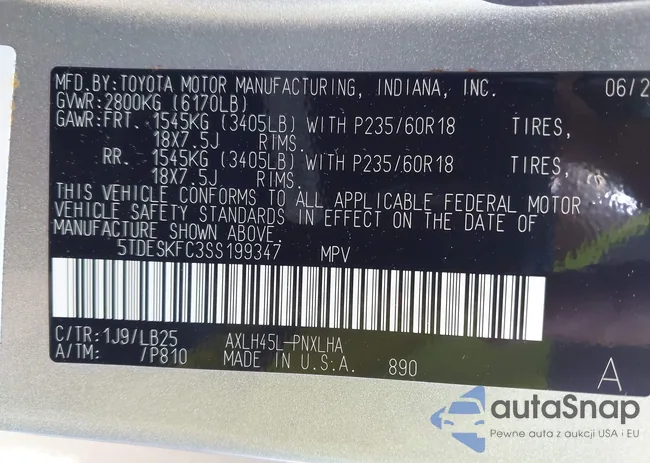 MFD.BY:TOYOTA MOTOR MANUFACTURING, INDIANA, INC. 06/2
GVWR:2800KG (6170LB)
GAWR:FRT. 1545KG (3405LB) WITH P235/60R18 TIRES,
18X7.5J RIMS.
RR. 1545KG (3405LB) WITH P235/60R18 TIRES,
18X7.5J RIMS.
THIS VEHICLE CONFORMS TO ALL APPLICABLE FEDERAL MOTOR
VEHICLE SAFETY STANDARDS IN EFFECT ON THE DATE OF
MANUFACTURE SHOWN ABOVE.
5TDESKFC3SS199347 MPV
C/TR:1J9/LB25 AXLH45L-PNXLHA
A/TM: /P810 MADE IN U.S.A. 890 A
autaSnap
Pewne auta z aukcji USA i EU